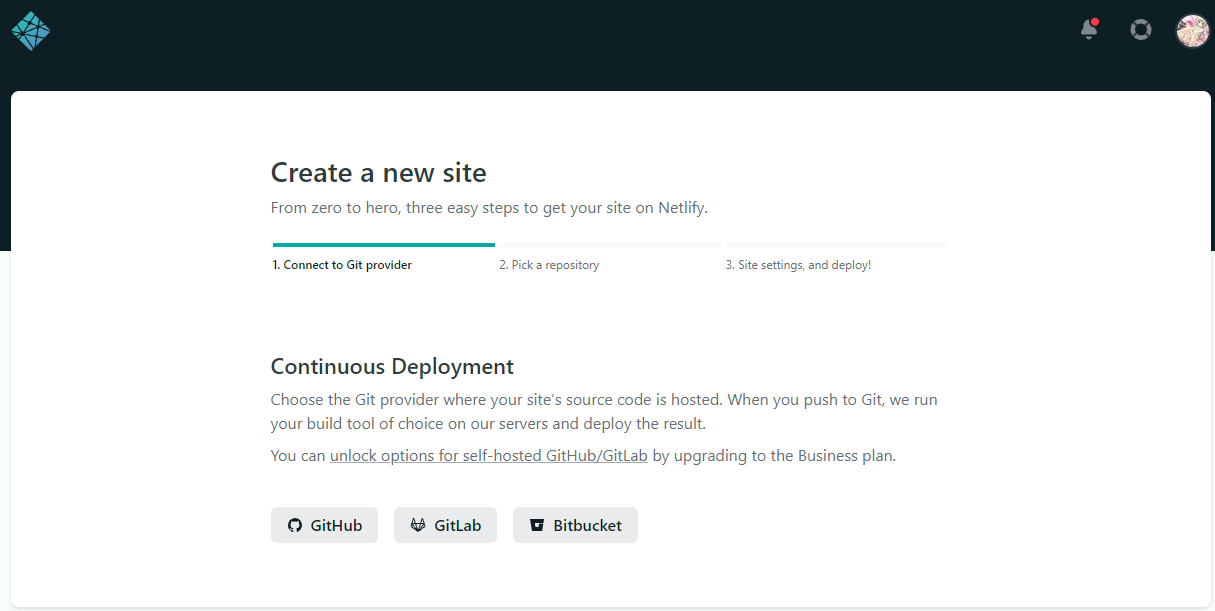 Create a new site
From zero to hero, three easy steps to get your site on Netlify.
1. Connect to Git provider
2. Pick a repository
3. Site settings, and deploy!
Continuous Deployment
Choose the Git provider where your site’s source code is hosted. When you push to Git, we run
your build tool of choice on our servers and deploy the result.
You can unlock options for self-hosted GitHub/GitLab by upgrading to the Business plan.
GitHub
GitLab
Bitbucket